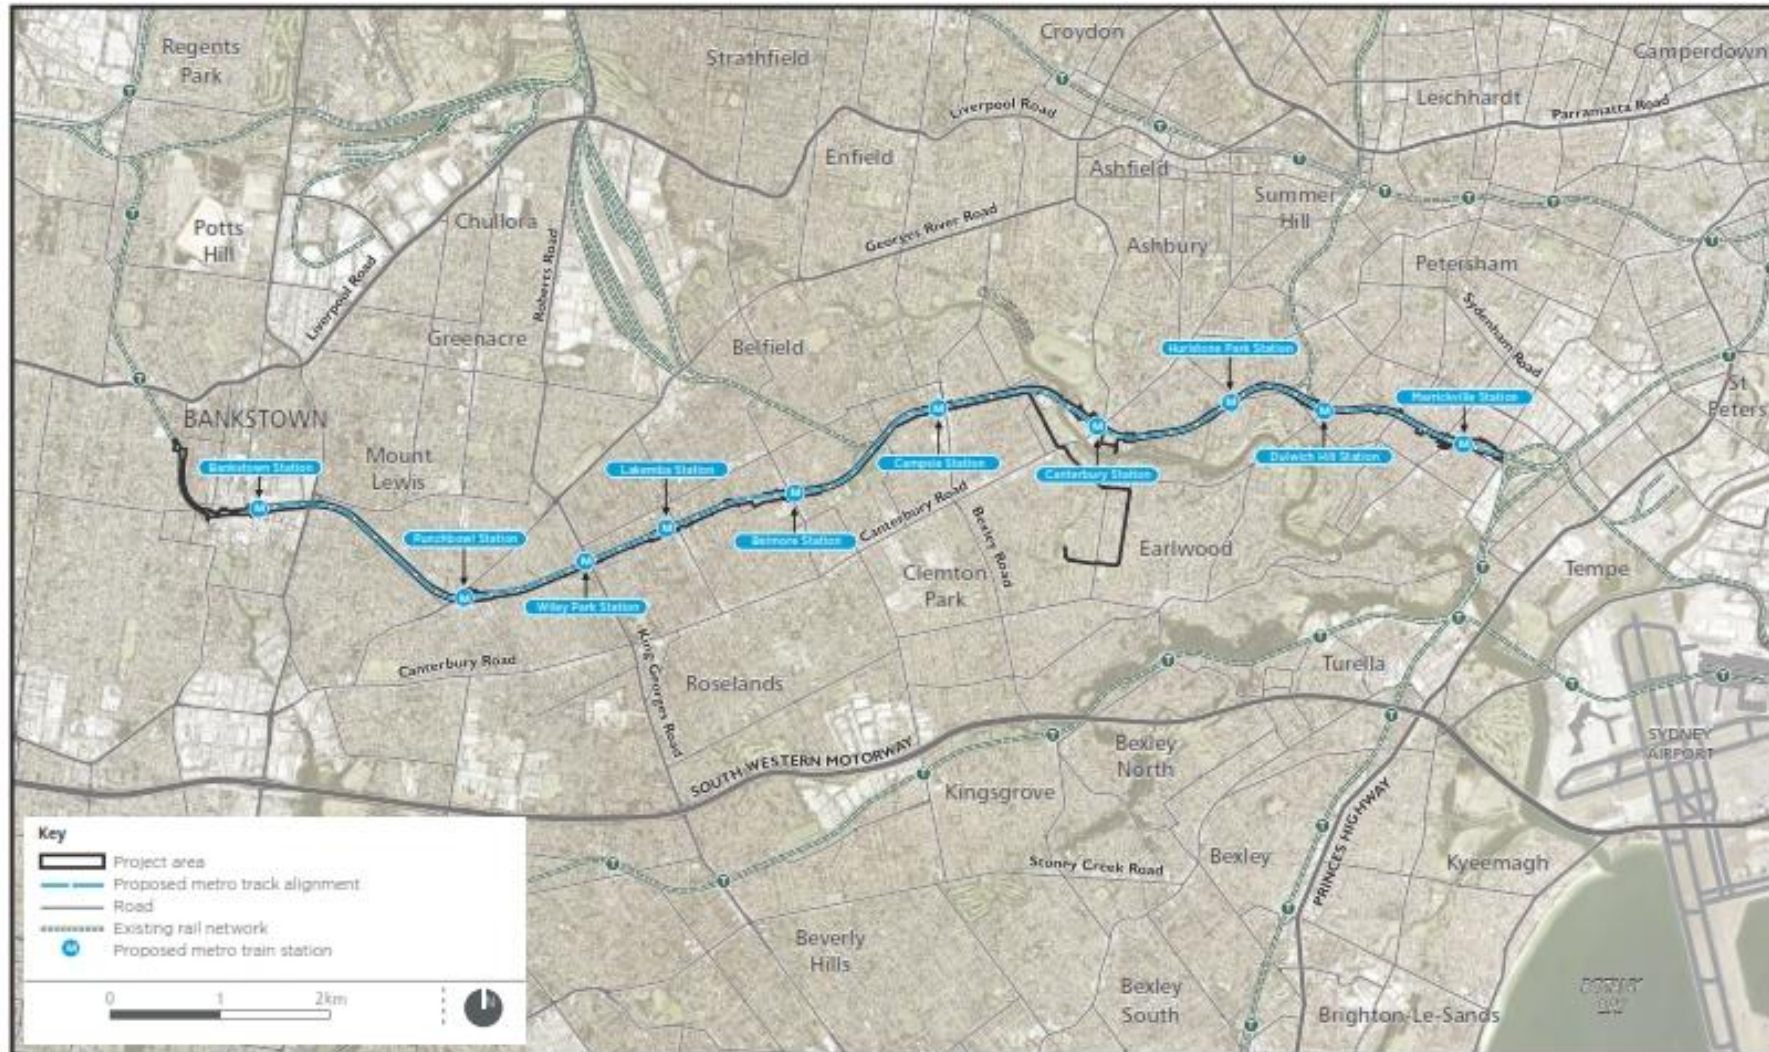 Regents
Park
Strathfield
Croydon
Camperdown
Leichhardt
Parramatta Road
Liverpool Road
Enfield
Ashfield
Summer
Hill
Potts
Hill
Chullora
Georges River Road
Ashbury
Petersham
Liverpool Road
Roberts Road
Greenacre
Belfield
Hurlstone Park Station
Sydenham Road
St
Peters
Marrickville Station
BANKSTOWN
Bankstown Station
Mount
Lewis
Lakemba Station
Campsie Station
Canterbury Station
Dulwich Hill Station
Punchbowl Station
Belmore Station
Canterbury Road
Bexley Road
Earlwood
Tempe
Clemton
Park
Wiley Park Station
Canterbury Road
King Georges Road
Roselands
Turella
SYDNEY
AIRPORT
SOUTH WESTERN MOTORWAY
Bexley
North
Kingsgrove
PRINCES HIGHWAY
Stoney Creek Road
Bexley
Kyeemagh
Beverly
Hills
Bexley
South
Brighton-Le-Sands
BOTANY
BAY
Key
Project area
Proposed metro track alignment
Road
Existing rail network
M Proposed metro train station
0 1 2km
N